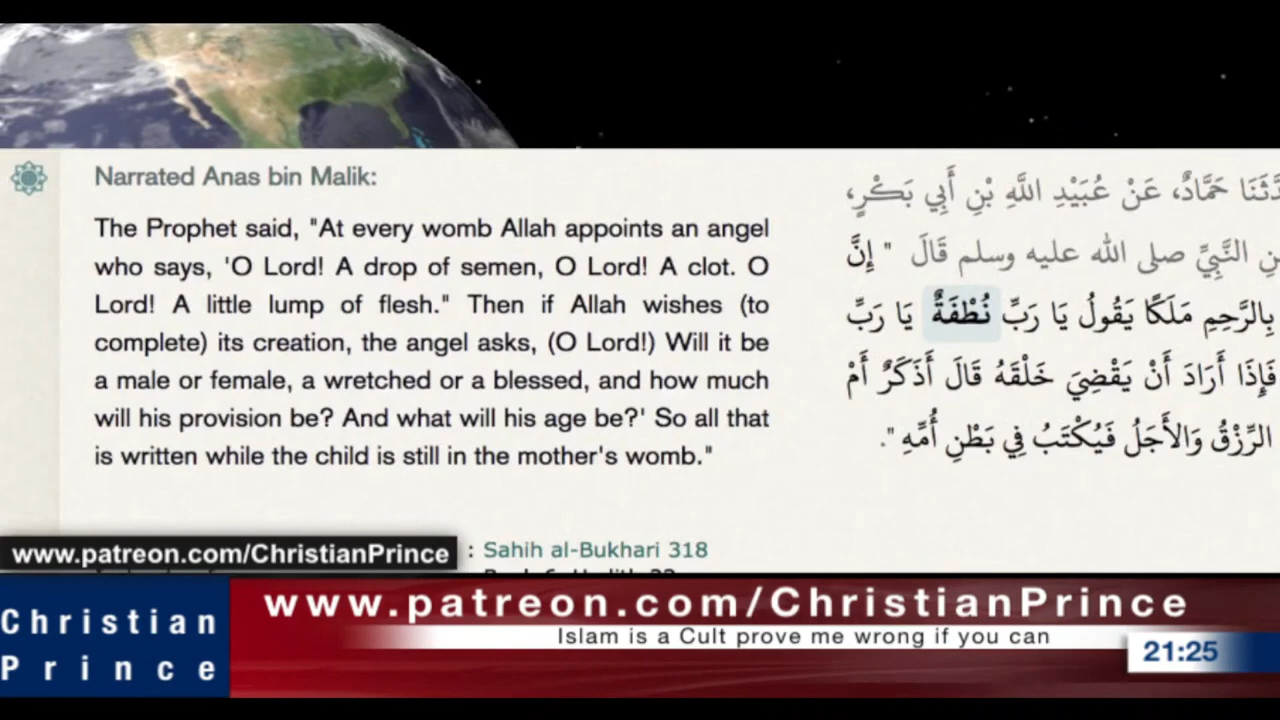 Narrated Anas bin Malik:
The Prophet said, "At every womb Allah appoints an angel
who says, 'O Lord! A drop of semen, O Lord! A clot. O
Lord! A little lump of flesh." Then if Allah wishes (to
complete) its creation, the angel asks, (O Lord!) Will it be
a male or female, a wretched or a blessed, and how much
will his provision be? And what will his age be?' So all that
is written while the child is still in the mother's womb."
حَمَّادٌ، عَنْ عُبَيْدِ اللَّهِ بْنِ أَبِي بَكْرٍ،
النَّبِيِّ صلى الله عليه وسلم قَالَ " إِنَّ
بِالرَّحِمِ مَلَكًا يَقُولُ يَا رَبِّ نُطْفَةٌ يَا رَبِّ
فَإِذَا أَرَادَ أَنْ يَقْضِيَ خَلْقَهُ قَالَ أَذَكَرٌ أَمْ
الرِّزْقُ وَالأَجَلُ فَيُكْتَبُ فِي بَطْنِ أُمِّهِ ".
: Sahih al-Bukhari 318
www.patreon.com/ChristianPrince
Christian
Prince
www.patreon.com/ChristianPrince
Islam is a Cult prove me wrong if you can
21:25